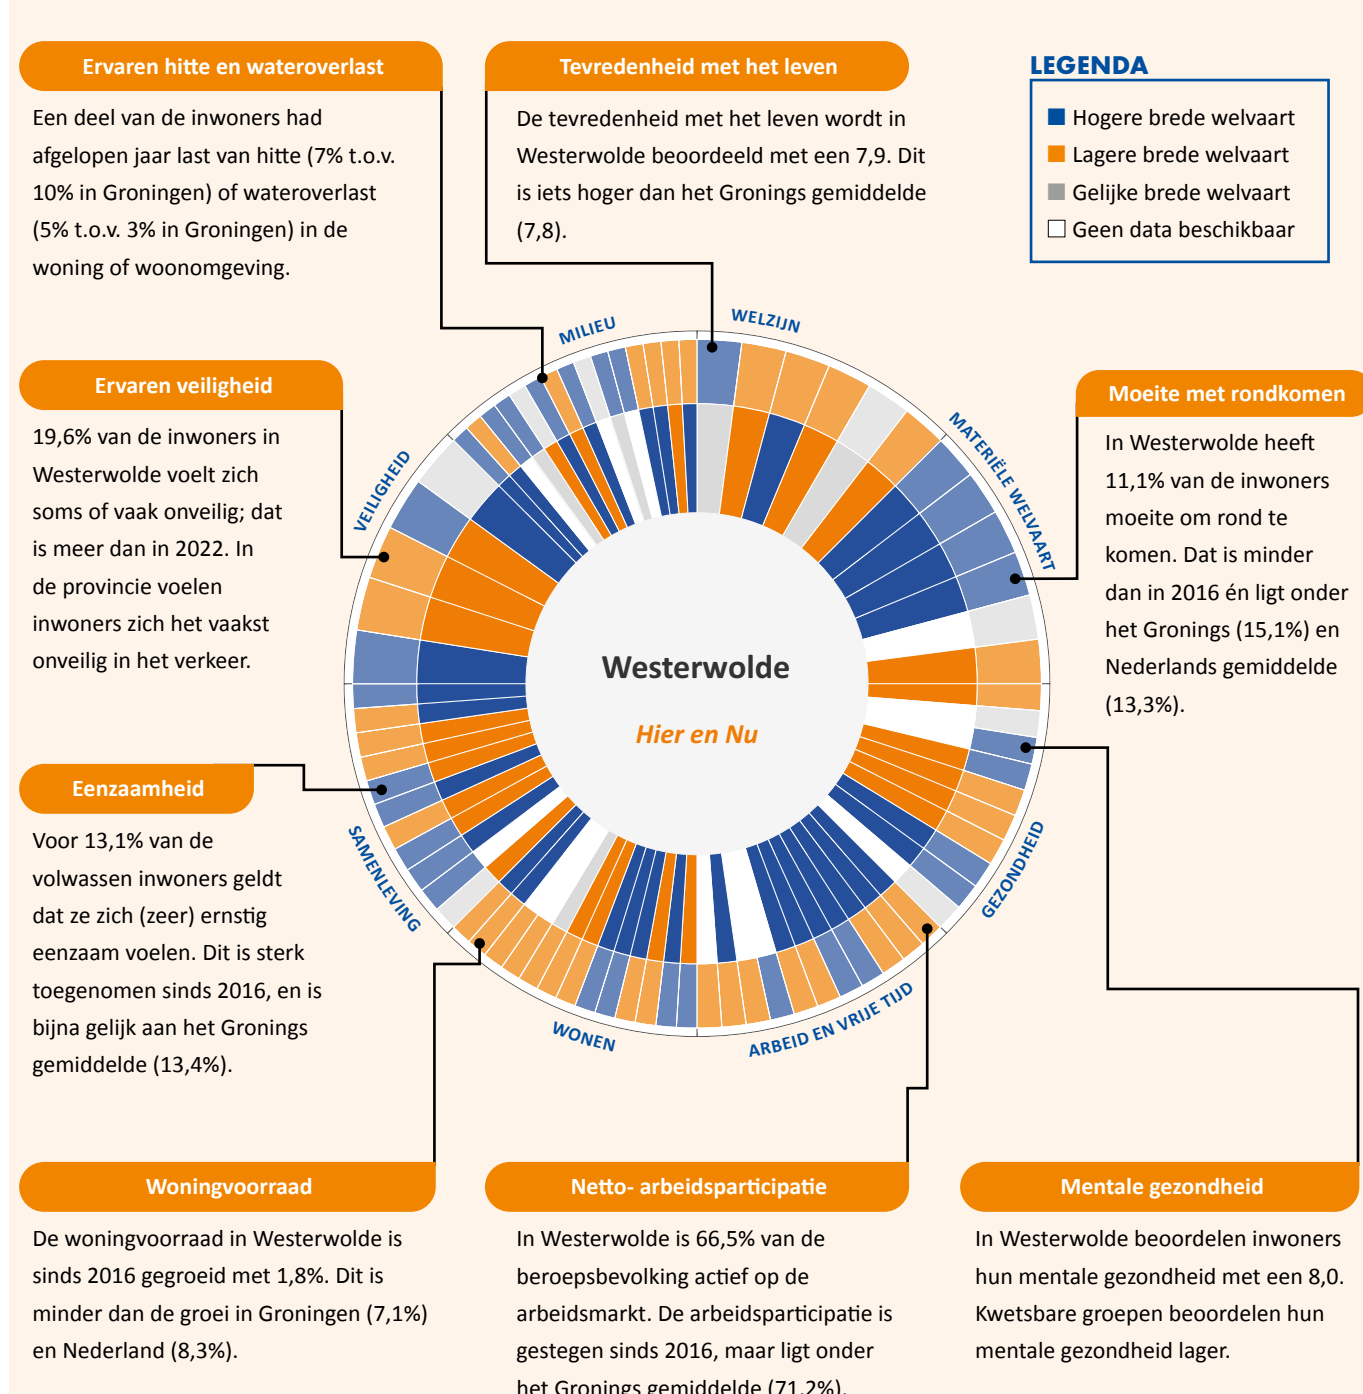 Ervaren hitte en wateroverlast
Een deel van de inwoners had
afgelopen jaar last van hitte (7% t.o.v.
10% in Groningen) of wateroverlast
(5% t.o.v. 3% in Groningen) in de
woning of woonomgeving.
Tevredenheid met het leven
De tevredenheid met het leven wordt in
Westerwolde beoordeeld met een 7,9. Dit
is iets hoger dan het Gronings gemiddelde
(7,8).
LEGENDA
Hogere brede welvaart
Lagere brede welvaart
Gelijke brede welvaart
Geen data beschikbaar
Ervaren veiligheid
19,6% van de inwoners in
Westerwolde voelt zich
soms of vaak onveilig; dat
is meer dan in 2022. In
de provincie voelen
inwoners zich het vaakst
onveilig in het verkeer.
MILIEU
WELZIJN
MATERIËLE WELVAART
VEILIGHEID
Westerwolde
Hier en Nu
GEZONDHEID
SAMENLEVING
WONEN
ARBEID EN VRIJE TIJD
Moeite met rondkomen
In Westerwolde heeft
11,1% van de inwoners
moeite om rond te
komen. Dat is minder
dan in 2016 én ligt onder
het Gronings (15,1%) en
Nederlands gemiddelde
(13,3%).
Eenzaamheid
Voor 13,1% van de
volwassen inwoners geldt
dat ze zich (zeer) ernstig
eenzaam voelen. Dit is sterk
toegenomen sinds 2016, en is
bijna gelijk aan het Gronings
gemiddelde (13,4%).
Woningvoorraad
De woningvoorraad in Westerwolde is
sinds 2016 gegroeid met 1,8%. Dit is
minder dan de groei in Groningen (7,1%)
en Nederland (8,3%).
Netto- arbeidsparticipatie
In Westerwolde is 66,5% van de
beroepsbevolking actief op de
arbeidsmarkt. De arbeidsparticipatie is
gestegen sinds 2016, maar ligt onder
het Gronings gemiddelde (71,2%).
Mentale gezondheid
In Westerwolde beoordelen inwoners
hun mentale gezondheid met een 8,0.
Kwetsbare groepen beoordelen hun
mentale gezondheid lager.